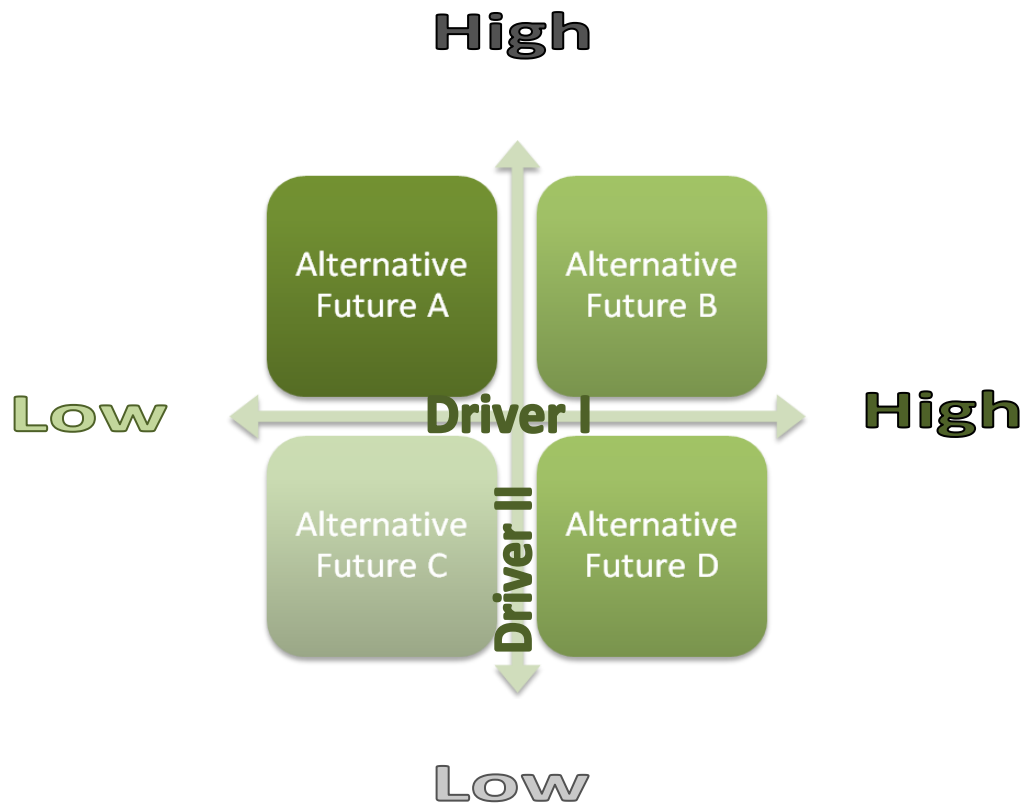 High
Alternative
Future A
Alternative
Future B
Low
Driver I
High
Alternative
Future C
Driver II
Alternative
Future D
Low